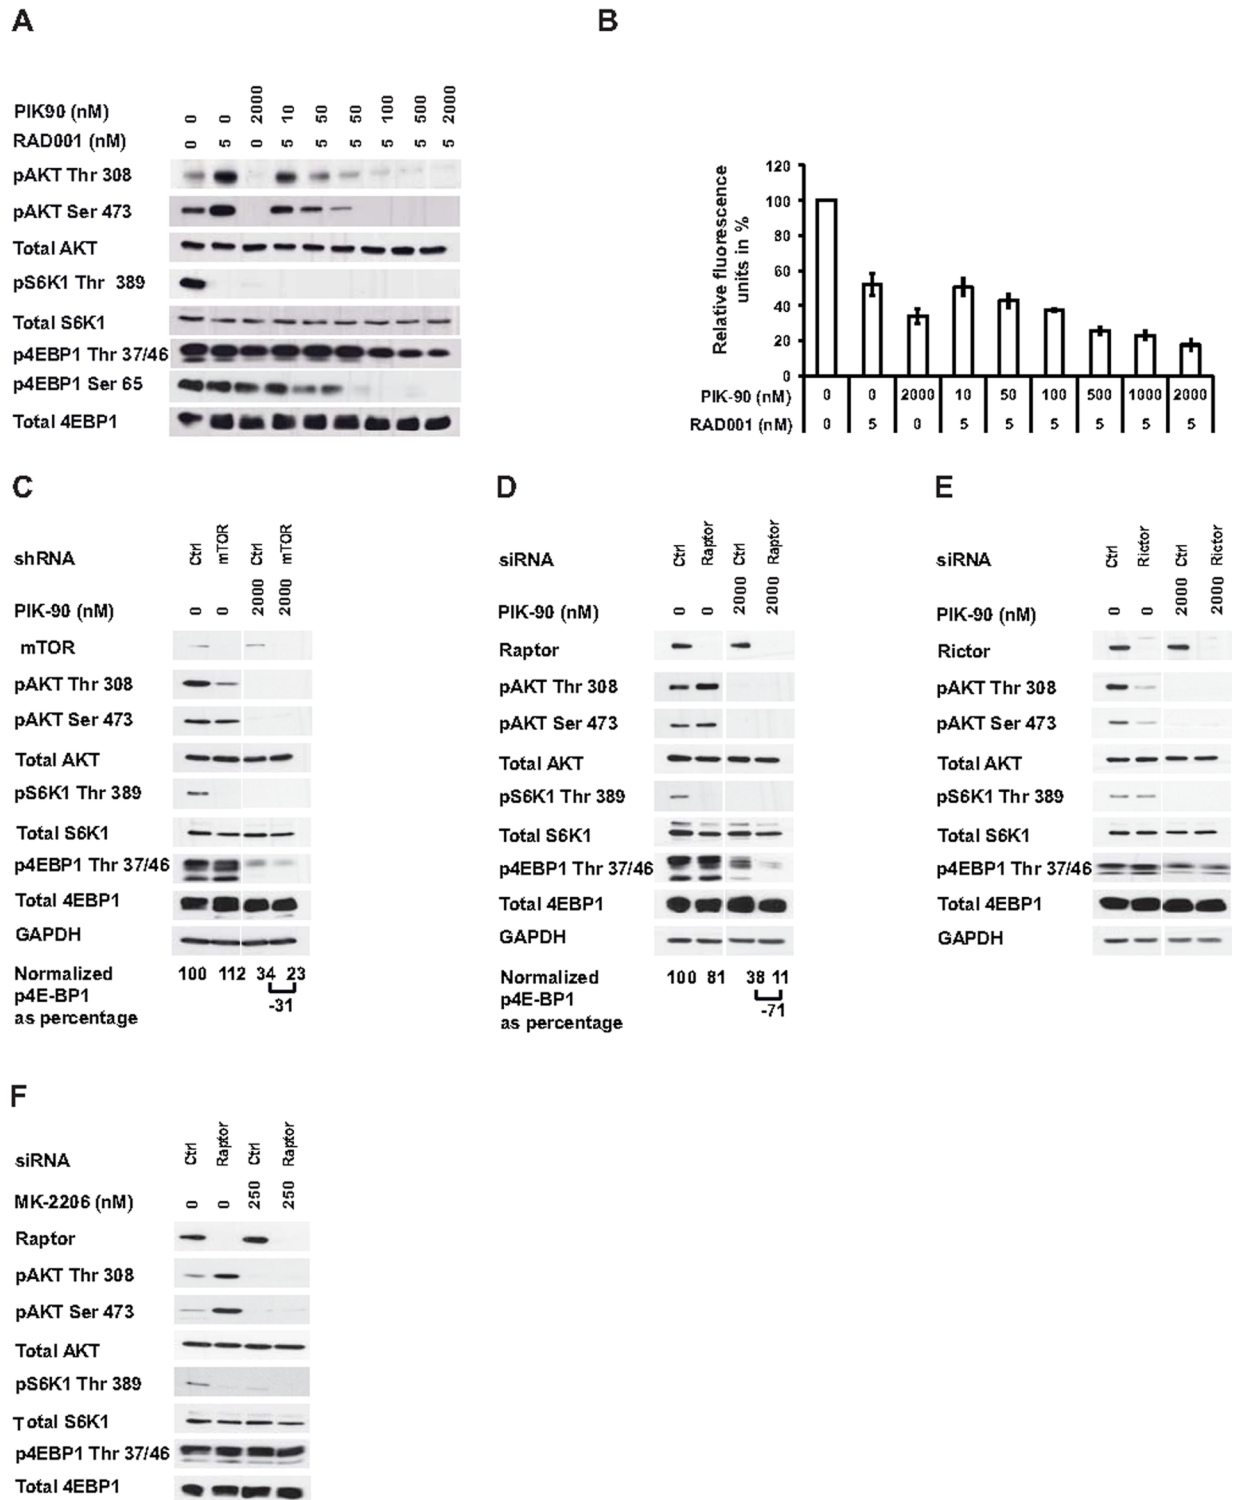 A
PIK90 (nM) 0 0 2000 10 50 50 100 500 2000
RAD001 (nM) 0 5 0 5 5 5 5 5 5
pAKT Thr 308
pAKT Ser 473
Total AKT
pS6K1 Thr 389
Total S6K1
p4EBP1 Thr 37/46
p4EBP1 Ser 65
Total 4EBP1
B
Relative fluorescence
units in %
120
100
80
60
40
20
0
PIK-90 (nM) 0 0 2000 10 50 100 500 1000 2000
RAD001 (nM) 0 5 0 5 5 5 5 5 5
C
shRNA Ctrl mTOR Ctrl mTOR
PIK-90 (nM) 0 0 2000 2000
mTOR
pAKT Thr 308
pAKT Ser 473
Total AKT
pS6K1 Thr 389
Total S6K1
p4EBP1 Thr 37/46
Total 4EBP1
GAPDH
Normalized 100 112 34 23
p4E-BP1
-31
as percentage
D
siRNA Ctrl Raptor Ctrl Raptor
PIK-90 (nM) 0 0 2000 2000
Raptor
pAKT Thr 308
pAKT Ser 473
Total AKT
pS6K1 Thr 389
Total S6K1
p4EBP1 Thr 37/46
Total 4EBP1
GAPDH
Normalized 100 81 38 11
p4E-BP1
-71
as percentage
E
siRNA Ctrl Rictor Ctrl Rictor
PIK-90 (nM) 0 0 2000 2000
Rictor
pAKT Thr 308
pAKT Ser 473
Total AKT
pS6K1 Thr 389
Total S6K1
p4EBP1 Thr 37/46
Total 4EBP1
GAPDH
F
siRNA Ctrl Raptor Ctrl Raptor
MK-2206 (nM) 0 0 250 250
Raptor
pAKT Thr 308
pAKT Ser 473
Total AKT
pS6K1 Thr 389
Total S6K1
p4EBP1 Thr 37/46
Total 4EBP1